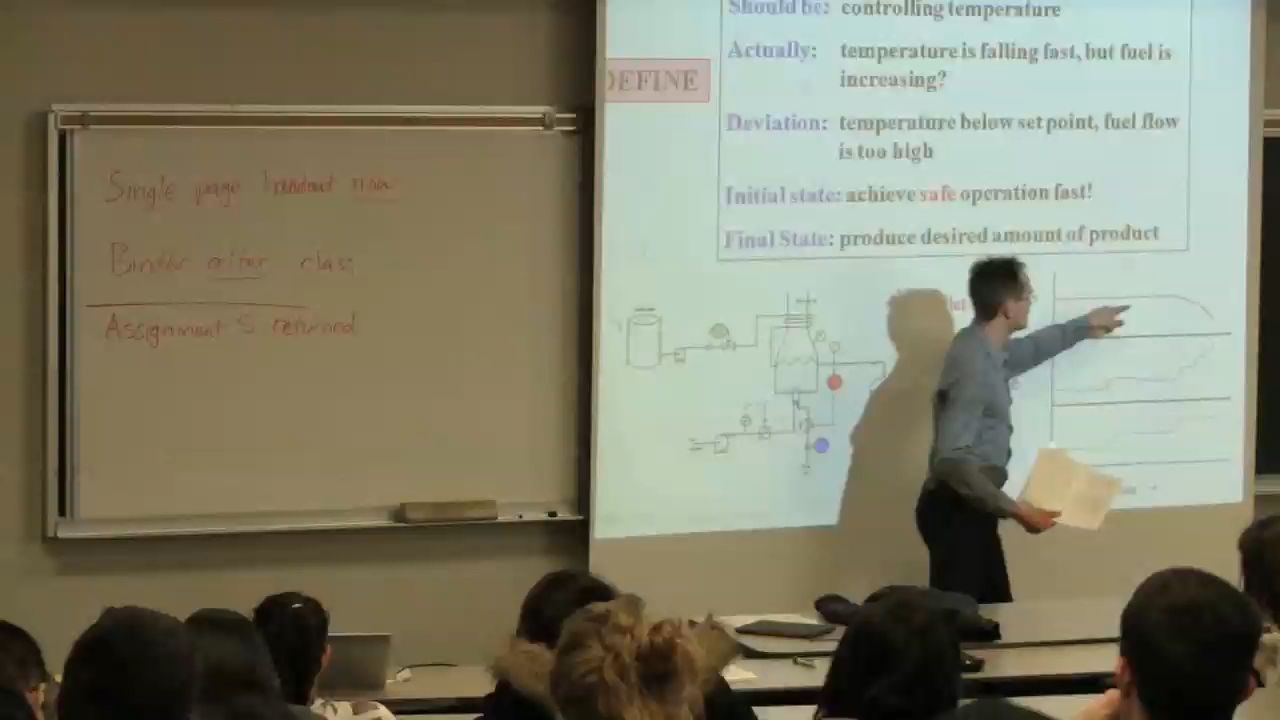 Single page handout now
Binder after class
Assignment 5 returned
Should be: controlling temperature
Actually: temperature is falling fast, but fuel is
increasing?
DEFINE
Deviation: temperature below set point, fuel flow
is too high
Initial state: achieve safe operation fast!
Final State: produce desired amount of product